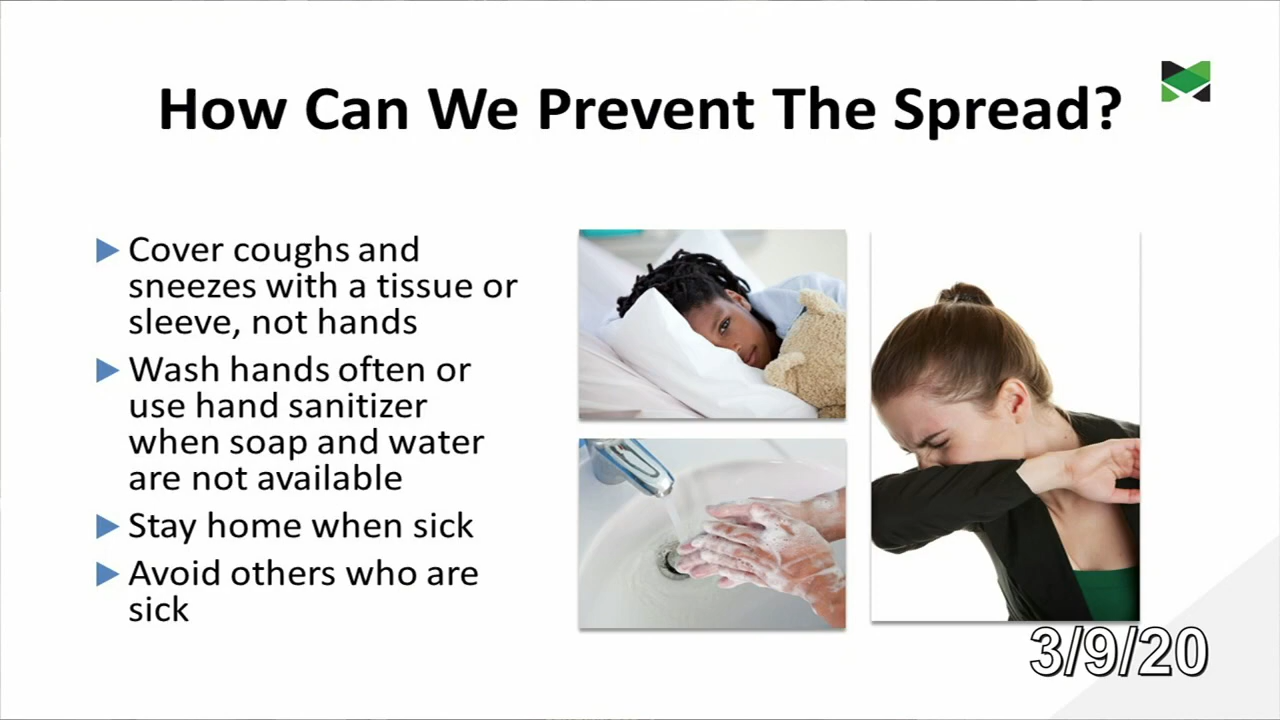 How Can We Prevent The Spread?
Cover coughs and
sneezes with a tissue or
sleeve, not hands
Wash hands often or
use hand sanitizer
when soap and water
are not available
Stay home when sick
Avoid others who are
sick
3/9/20